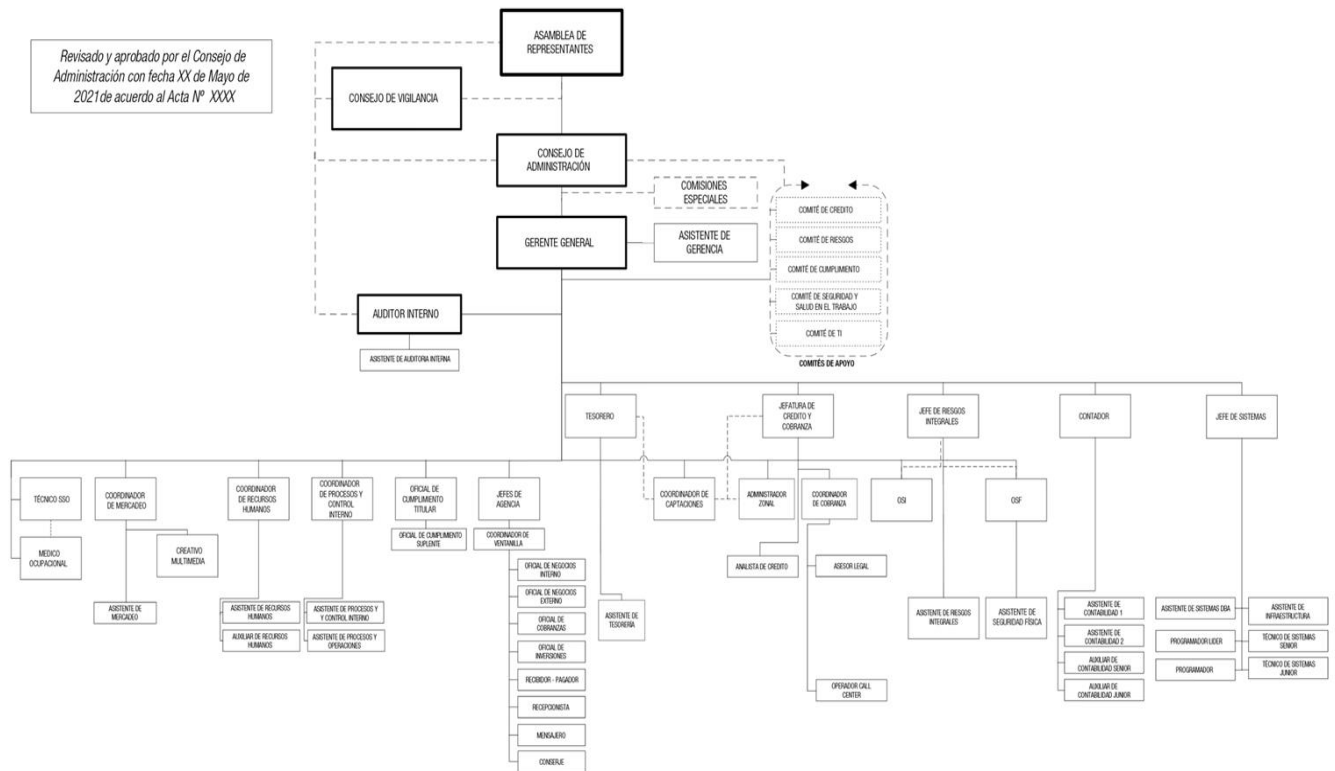 ASAMBLEA DE
REPRESENTANTES
Revisado y aprobado por el Consejo de
Administración con fecha XX de Mayo de
2021de acuerdo al Acta Nº XXXX
CONSEJO DE VIGILANCIA
CONSEJO DE
ADMINISTRACIÓN
COMISIONES
ESPECIALES
COMITÉ DE CREDITO
GERENTE GENERAL
ASISTENTE DE
GERENCIA
COMITÉ DE RIESGOS
COMITÉ DE CUMPLIMIENTO
COMITÉ DE SEGURIDAD Y
SALUD EN EL TRABAJO
COMITÉ DE TI
COMITÉS DE APOYO
AUDITOR INTERNO
ASISTENTE DE AUDITORIA INTERNA
TESORERO
JEFATURA DE
CREDITO Y
COBRANZA
JEFE DE RIESGOS
INTEGRALES
CONTADOR
JEFE DE SISTEMAS
TÉCNICO SSO
COORDINADOR
DE MERCADEO
COORDINADOR
DE RECURSOS
HUMANOS
COORDINADOR
DE PROCESOS Y
CONTROL
INTERNO
OFICIAL DE
CUMPLIMIENTO
TITULAR
JEFES DE
AGENCIA
COORDINADOR DE
CAPTACIONES
ADMINISTRADOR
ZONAL
COORDINADOR
DE COBRANZA
OSI
OSF
MEDICO
OCUPACIONAL
CREATIVO
MULTIMEDIA
OFICIAL DE CUMPLIMIENTO
SUPLENTE
COORDINADOR DE
VENTANILLA
ANALISTA DE CREDITO
ASESOR LEGAL
OFICIAL DE NEGOCIOS
INTERNO
OFICIAL DE NEGOCIOS
EXTERNO
OFICIAL DE
COBRANZAS
OFICIAL DE
INVERSIONES
RECIBIDOR - PAGADOR
RECEPCIONISTA
MENSAJERO
CONSERJE
ASISTENTE DE
MERCADEO
ASISTENTE DE RECURSOS
HUMANOS
AUXILIAR DE RECURSOS
HUMANOS
ASISTENTE DE PROCESOS
Y CONTROL INTERNO
ASISTENTE DE PROCESOS Y
OPERACIONES
ASISTENTE DE
TESORERÍA
OPERADOR CALL
CENTER
ASISTENTE DE RIESGOS
INTEGRALES
ASISTENTE DE
SEGURIDAD FÍSICA
ASISTENTE DE
CONTABILIDAD 1
ASISTENTE DE
CONTABILIDAD 2
AUXILIAR DE
CONTABILIDAD SENIOR
AUXILIAR DE
CONTABILIDAD JUNIOR
ASISTENTE DE SISTEMAS DBA
PROGRAMADOR LIDER
PROGRAMADOR
ASISTENTE DE
INFRAESTRUCTURA
TÉCNICO DE SISTEMAS
SENIOR
TÉCNICO DE SISTEMAS
JUNIOR